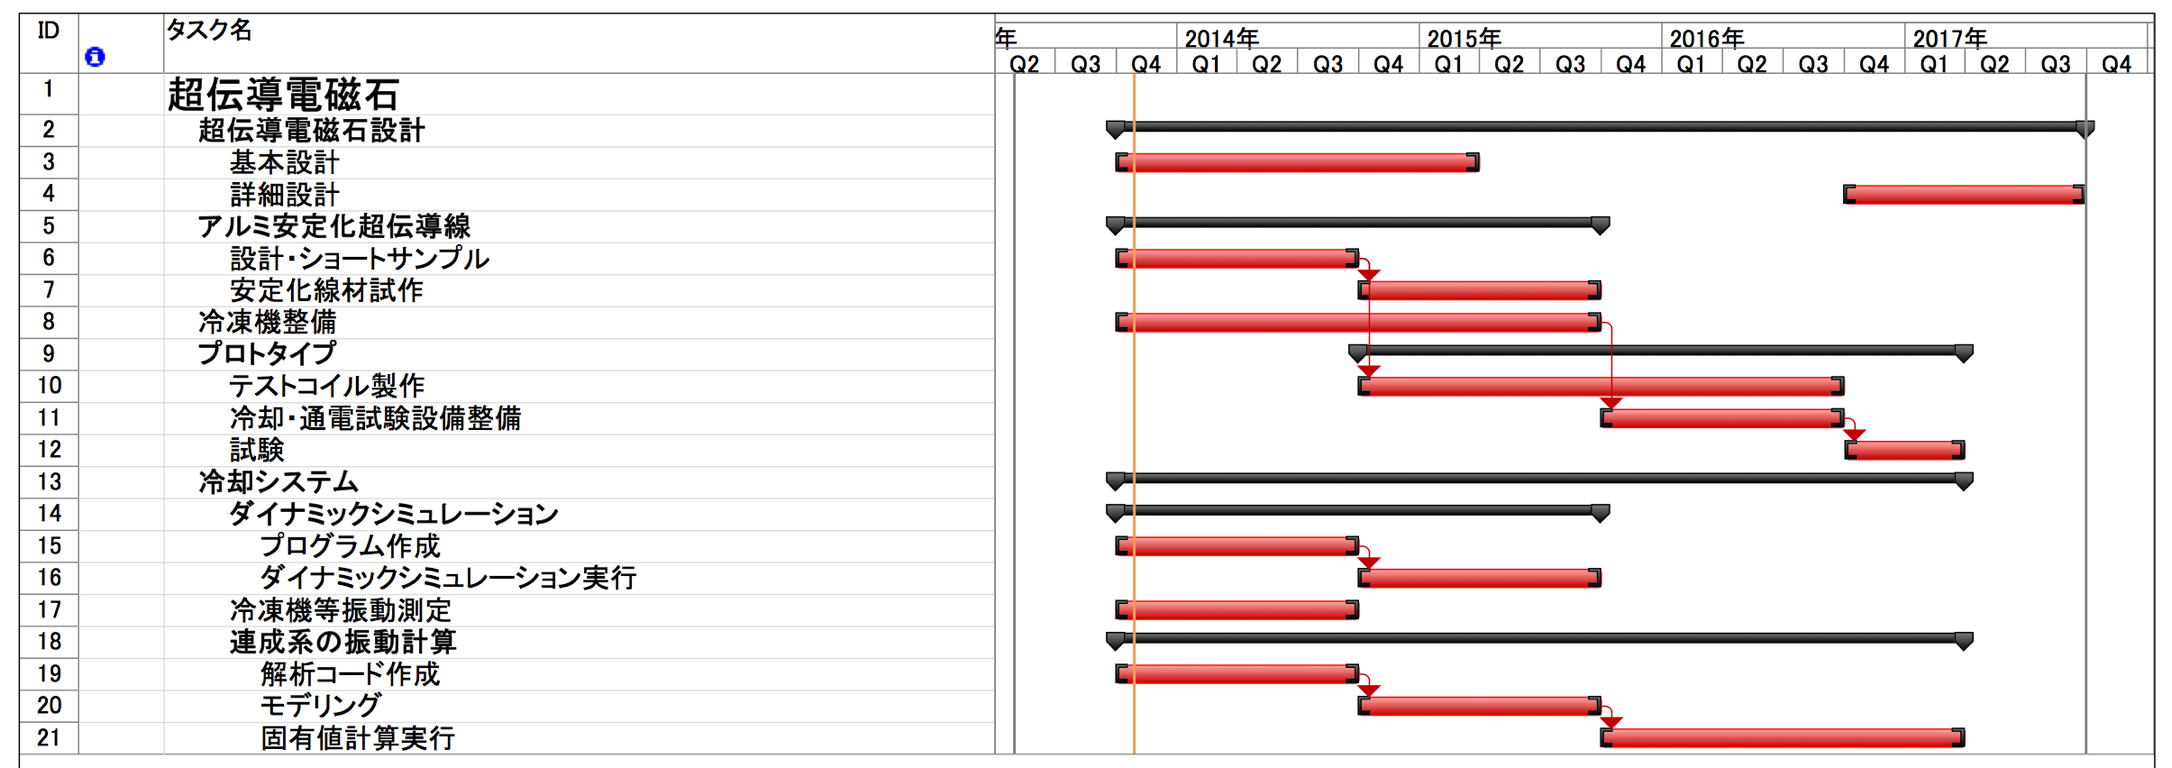 ID タスク名
年 2014年 2015年 2016年 2017年
Q2 Q3 Q4 Q1 Q2 Q3 Q4 Q1 Q2 Q3 Q4 Q1 Q2 Q3 Q4 Q1 Q2 Q3 Q4
1 超伝導電磁石
2 超伝導電磁石設計
3 基本設計
4 詳細設計
5 アルミ安定化超伝導線
6 設計・ショートサンプル
7 安定化線材試作
8 冷凍機整備
9 プロトタイプ
10 テストコイル製作
11 冷却・通電試験設備整備
12 試験
13 冷却システム
14 ダイナミックシミュレーション
15 プログラム作成
16 ダイナミックシミュレーション実行
17 冷凍機等振動測定
18 連成系の振動計算
19 解析コード作成
20 モデリング
21 固有値計算実行